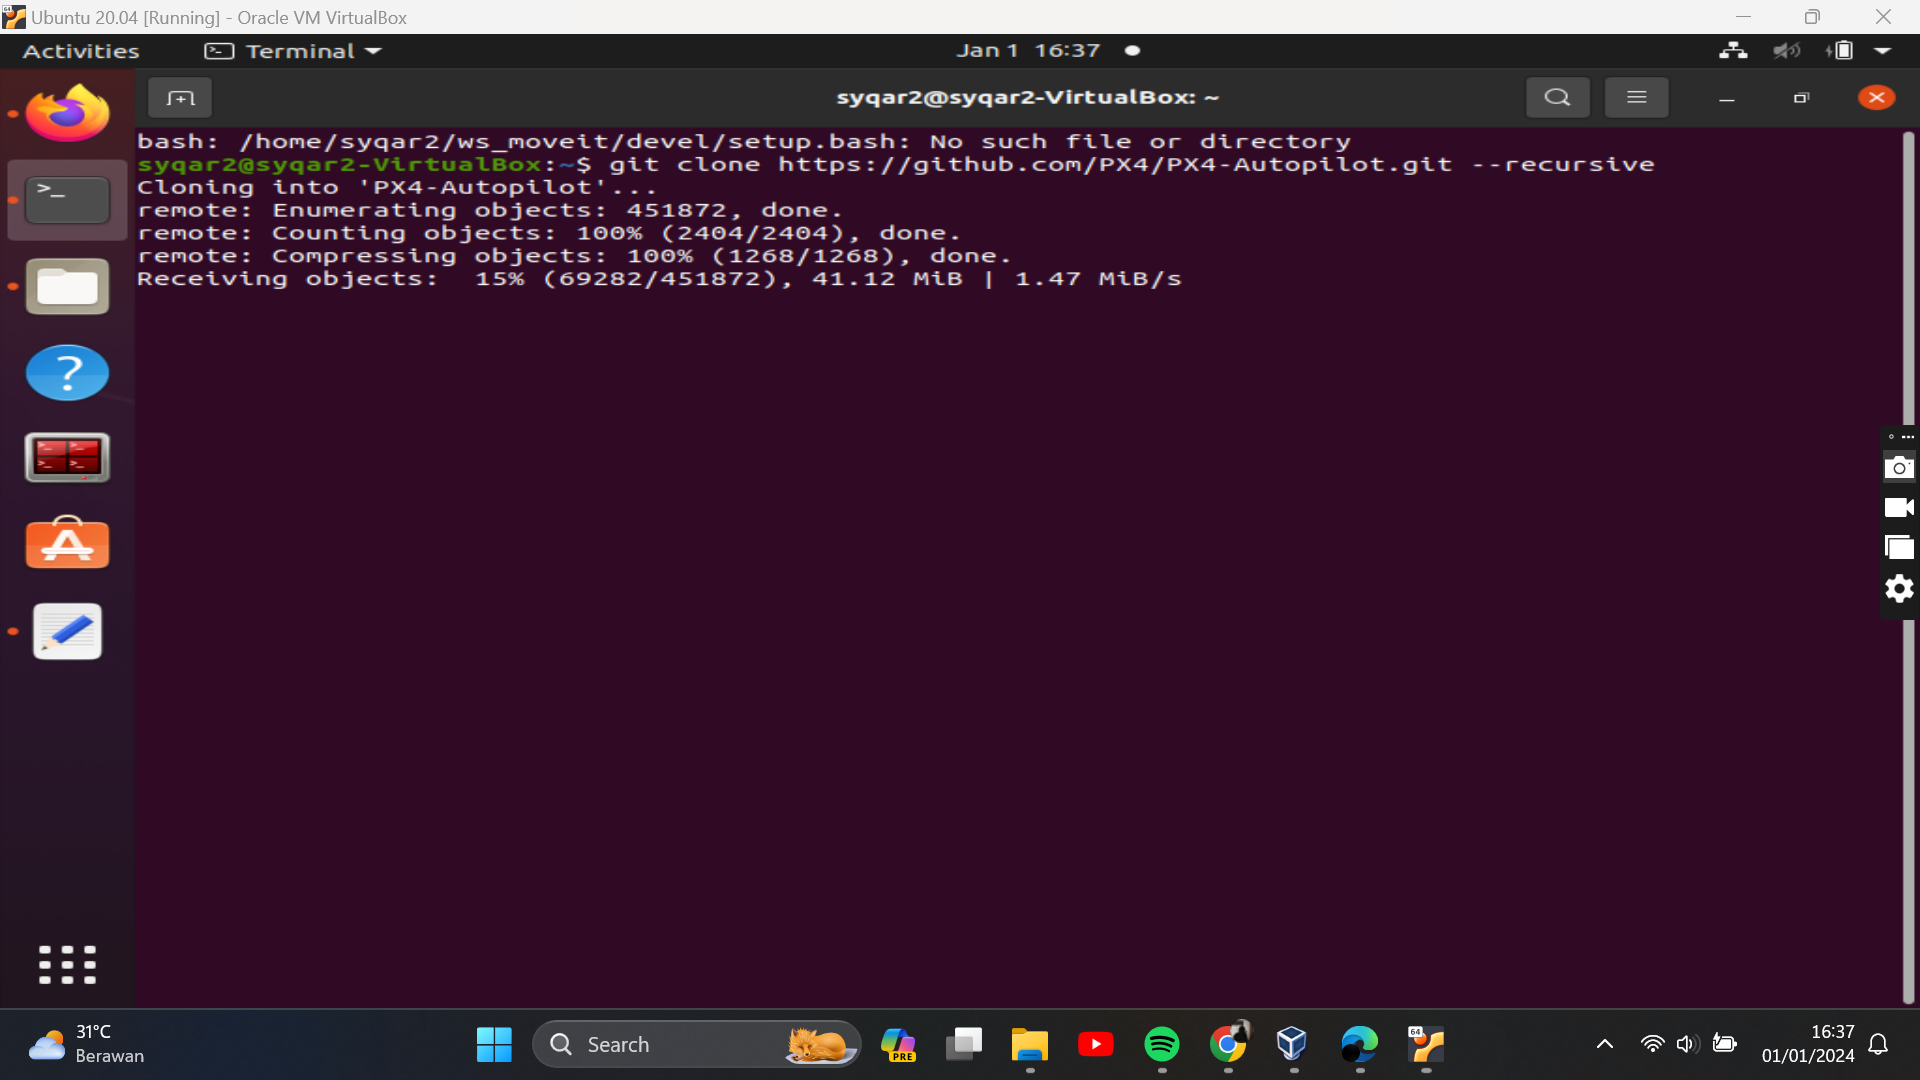 Ubuntu 20.04 [Running] - Oracle VM VirtualBox
Activities
Terminal
Jan 1 16:37
syqar2@syqar2-VirtualBox: ~
bash: /home/syqar2/ws_moveit/devel/setup.bash: No such file or directory
syqar2@syqar2-VirtualBox:~$ git clone https://github.com/PX4/PX4-Autopilot.git --recursive
Cloning into 'PX4-Autopilot'...
remote: Enumerating objects: 451872, done.
remote: Counting objects: 100% (2404/2404), done.
remote: Compressing objects: 100% (1268/1268), done.
Receiving objects:  15% (69282/451872), 41.12 MiB | 1.47 MiB/s
31°C
Berawan
Search
PRE
64
16:37
01/01/2024